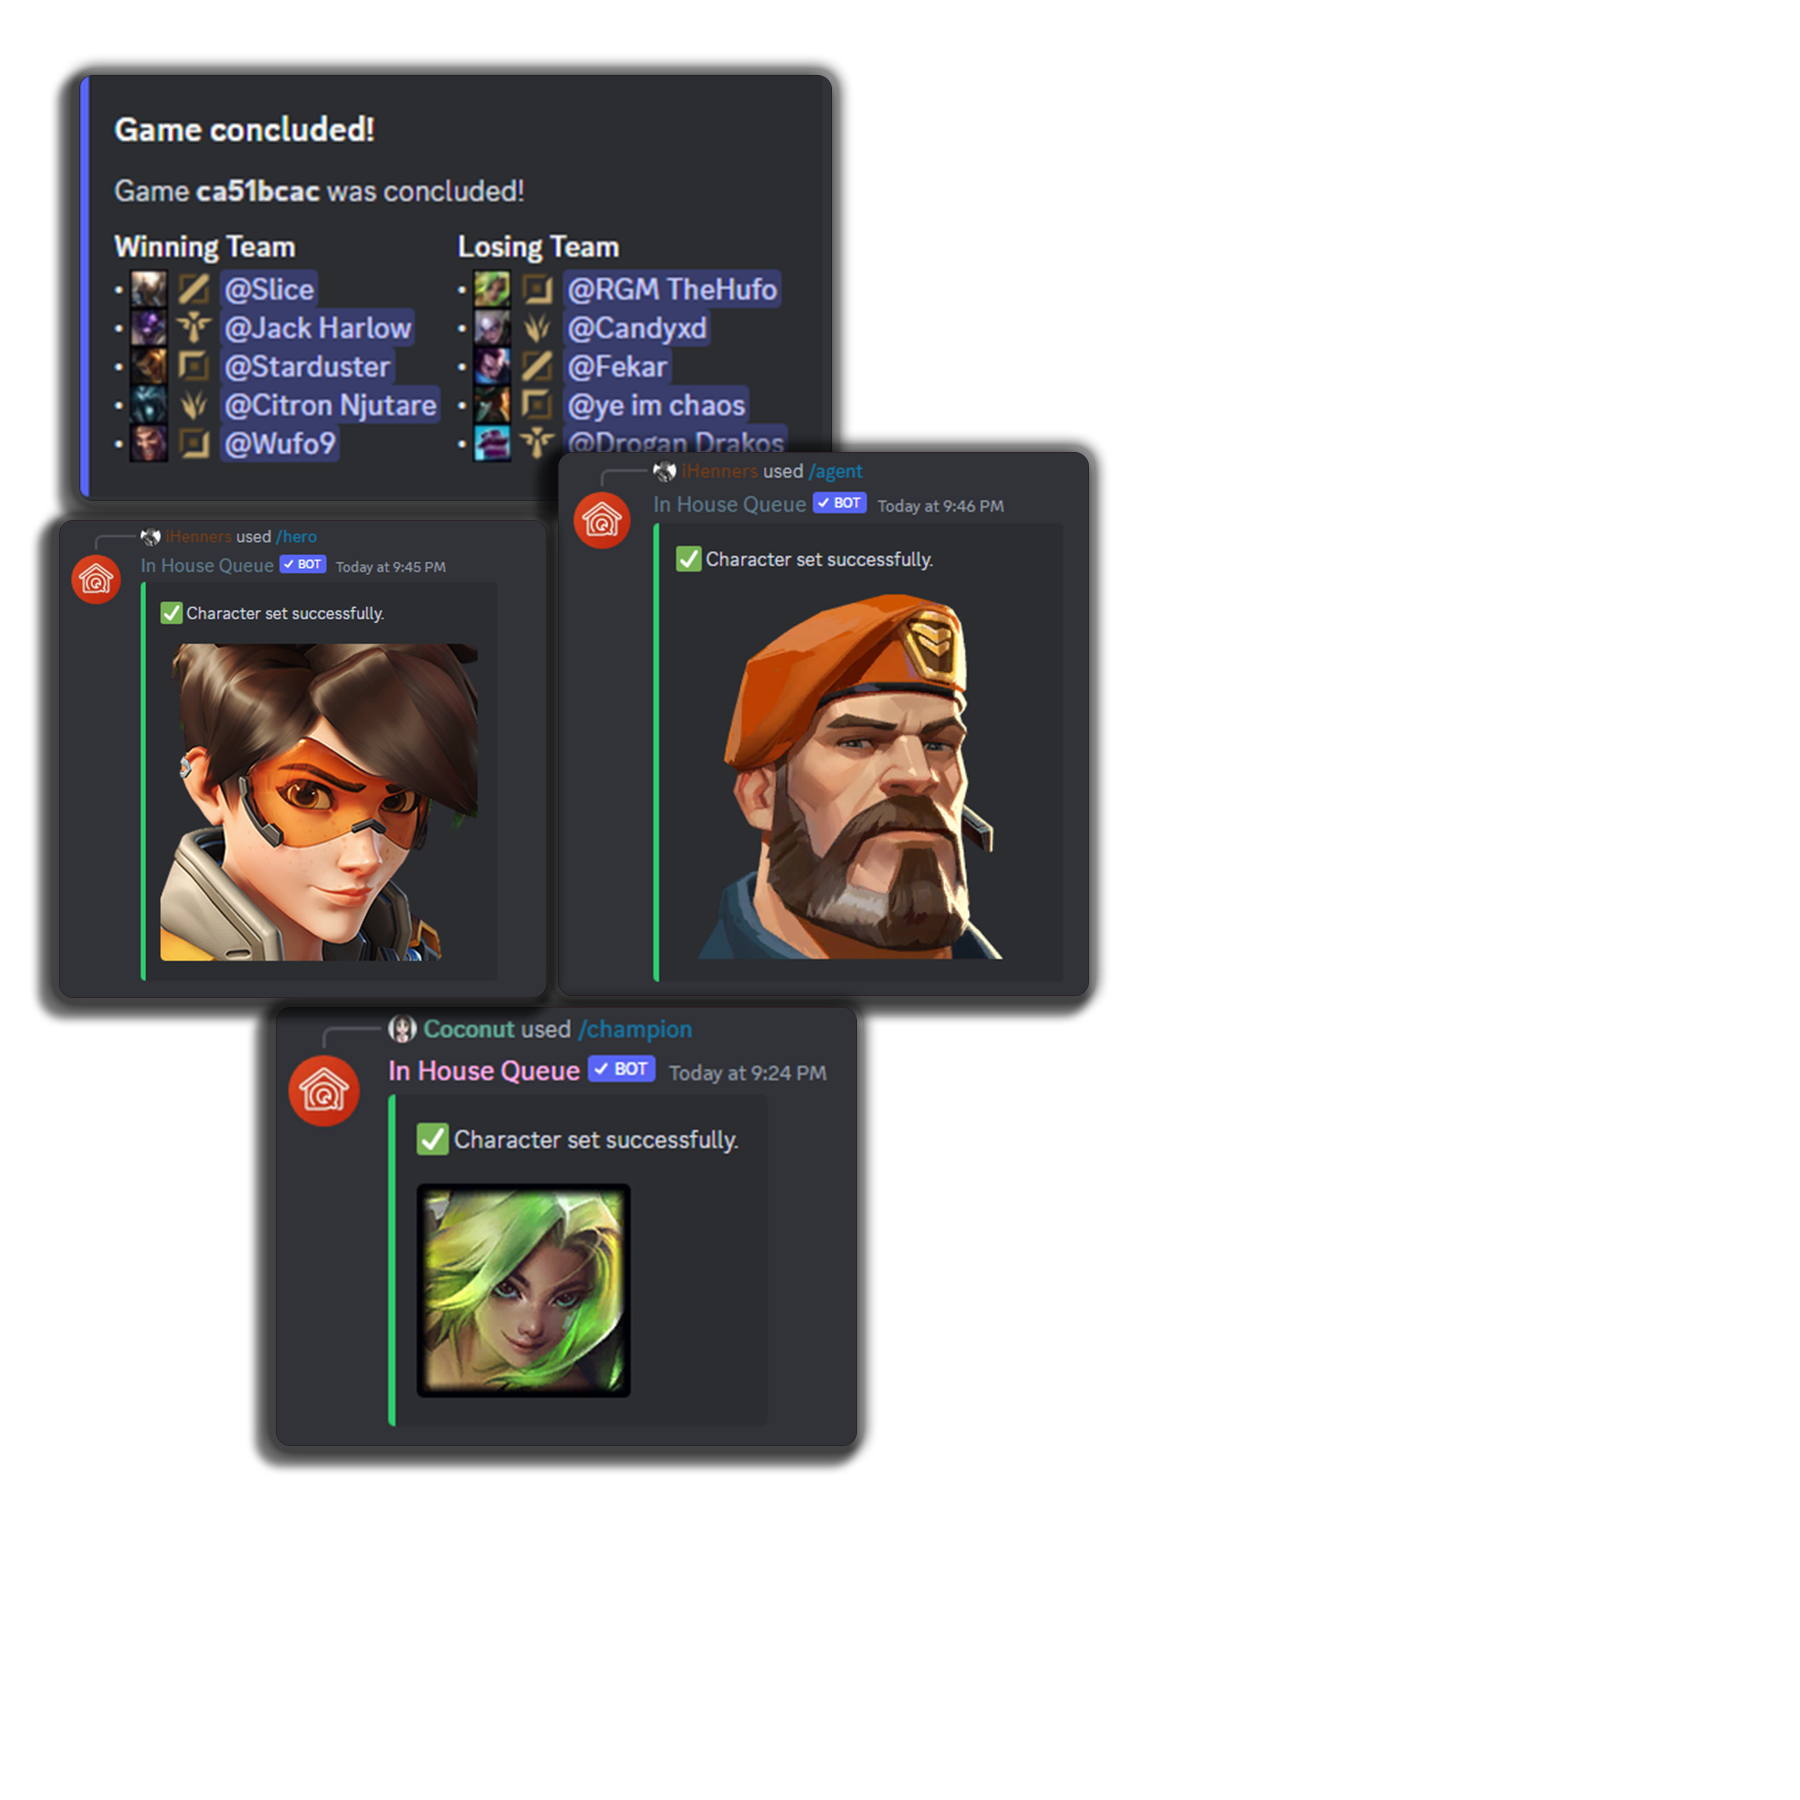 Game concluded!
Game ca51bcac was concluded!
Winning Team
• @Slice
• @Jack Harlow
• @Starduster
• @Citron Njutare
• @Wufo9
Losing Team
• @RGM TheHufo
• @Candyxd
• @Fekar
• @ye im chaos
• @Drogan Drakos
iHenners used /agent
In House Queue ✓ BOT Today at 9:46 PM
✅ Character set successfully.
iHenners used /hero
In House Queue ✓ BOT Today at 9:45 PM
✅ Character set successfully.
Coconut used /champion
In House Queue ✓ BOT Today at 9:24 PM
✅ Character set successfully.